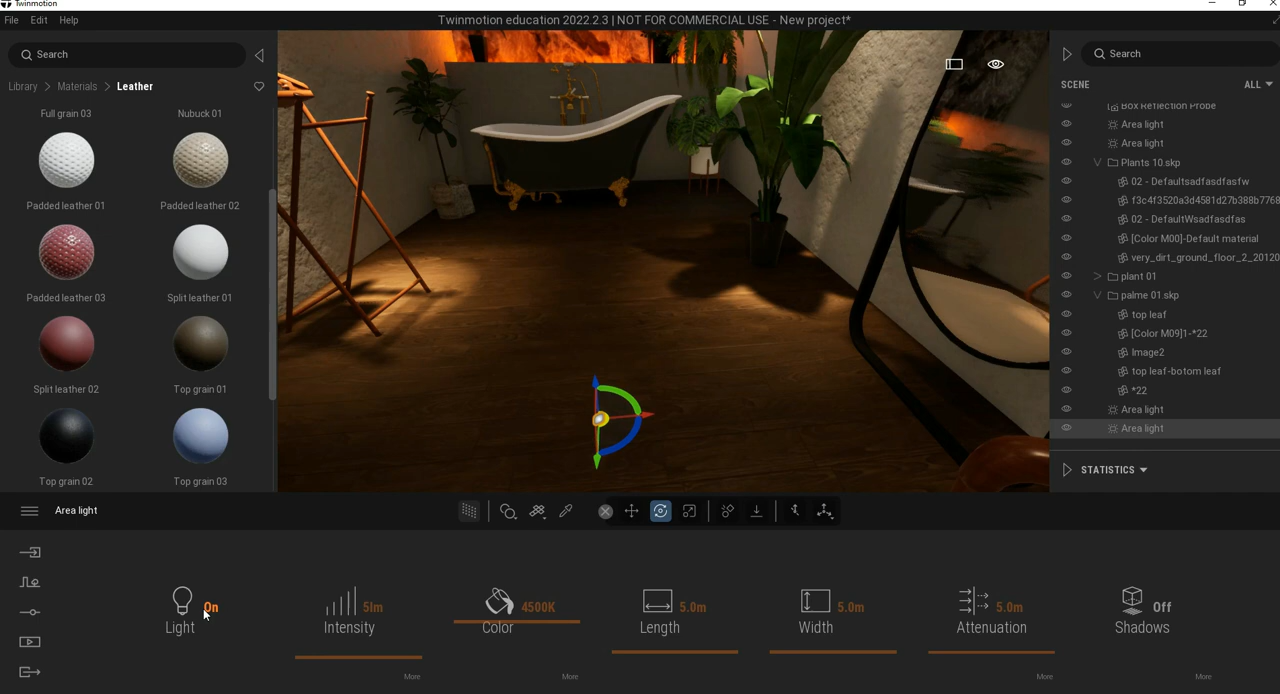 Twinmotion
File Edit Help
Twinmotion education 2022.2.3 | NOT FOR COMMERCIAL USE - New project*
Search
Library > Materials > Leather
Full grain 03
Nubuck 01
Padded leather 01
Padded leather 02
Padded leather 03
Split leather 01
Split leather 02
Top grain 01
Top grain 02
Top grain 03
Search
SCENE
ALL
Box Reflection Probe
Area light
Area light
Plants 10.skp
02 - Defaultsadfasdfasfw
f3c4f3520a3d4581d27b388b7768
02 - DefaultWsadfasdfas
[Color M00]-Default material
very_dirt_ground_floor_2_20120
plant 01
palme 01.skp
top leaf
[Color M09]1-*22
Image2
top leaf-botom leaf
*22
Area light
Area light
STATISTICS
Area light
On
Light
5lm
Intensity
More
4500K
Color
More
5.0m
Length
5.0m
Width
5.0m
Attenuation
More
Off
Shadows
More